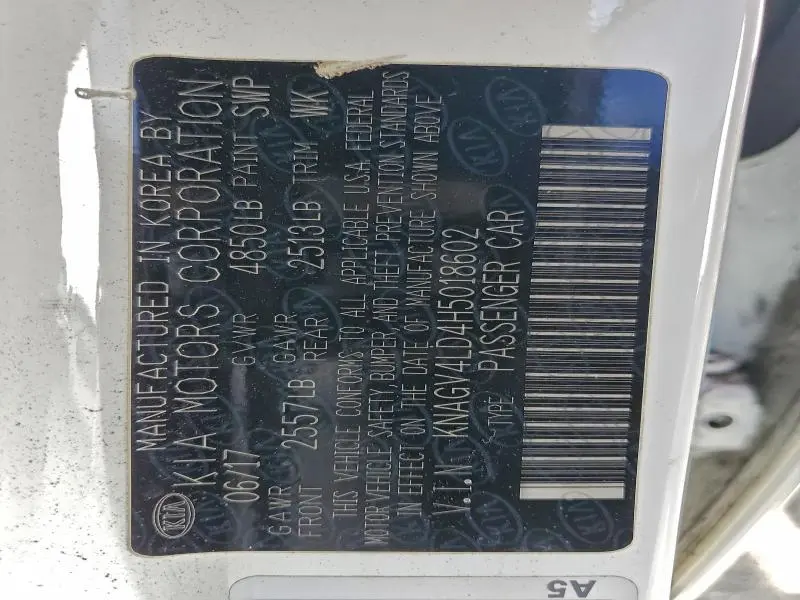 MANUFACTURED IN KOREA BY
KIA MOTORS CORPORATION
KIA
06/17 GVWR 4850LB PAINT SWP
GAWR FRONT 2557LB GAWR REAR 2513LB TRIM WK
THIS VEHICLE CONFORMS TO ALL APPLICABLE U.S.A. FEDERAL
MOTOR VEHICLE SAFETY, BUMPER, AND THEFT PREVENTION STANDARDS
IN EFFECT ON THE DATE OF MANUFACTURE SHOWN ABOVE
V.I.N KNAGV4LD4H5018602
TYPE PASSENGER CAR
A5